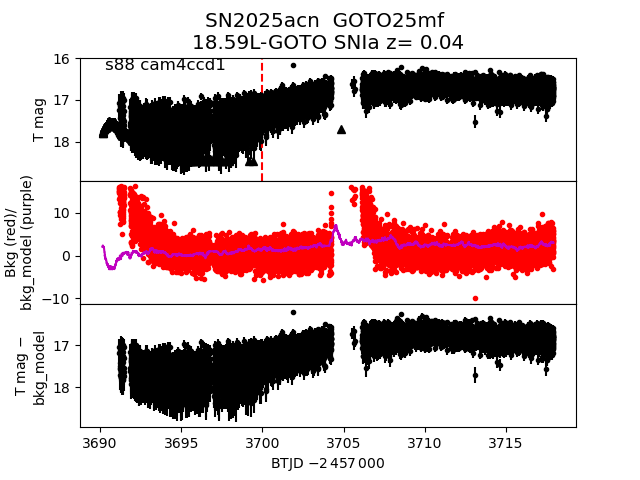 SN2025acn  GOTO25mf
18.59L-GOTO SNIa z= 0.04
s88 cam4ccd1
16
17
18
T mag
10
0
−10
Bkg (red)/
bkg_model (purple)
17
18
T mag −
bkg_model
3690 3695 3700 3705 3710 3715
BTJD −2 457 000